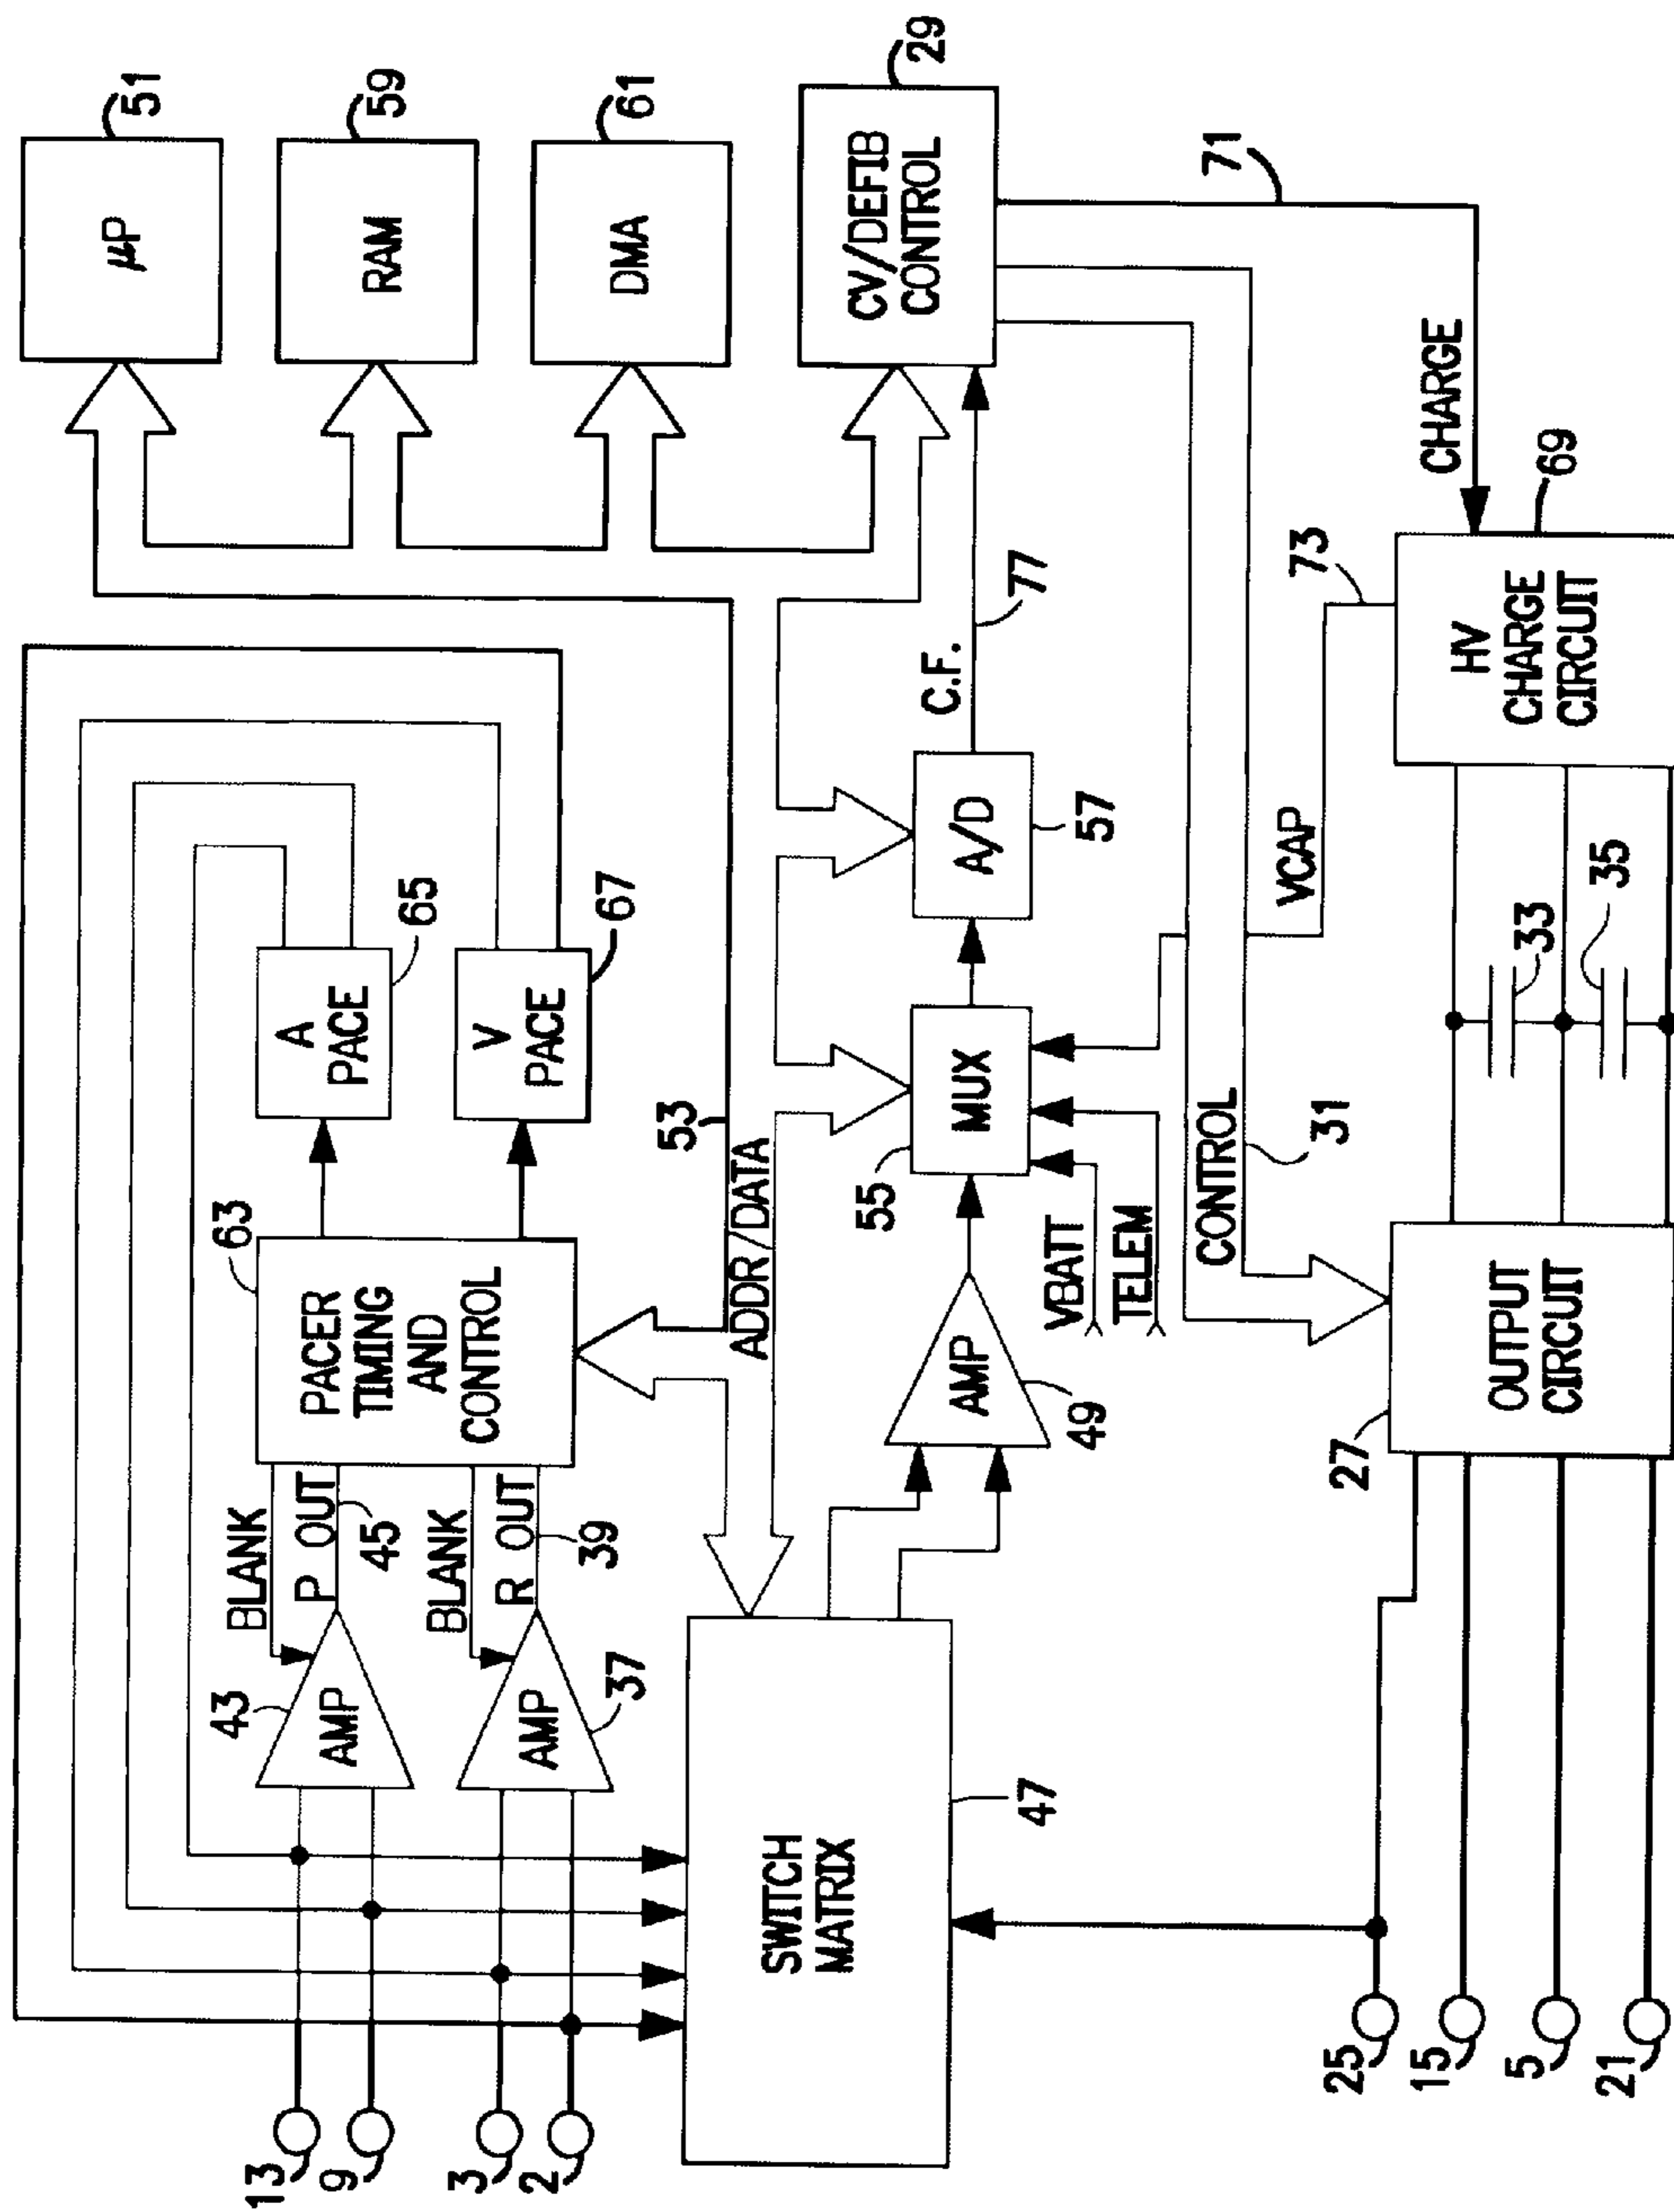 13
9
3
2
43
AMP
AMP
37
BLANK
P OUT
45
BLANK
R OUT
39
63
PACER
TIMING
AND
CONTROL
A
PACE
65
V
PACE
67
53
ADDR/DATA
μP
51
RAM
59
DMA
61
CV/DEFIB
CONTROL
29
SWITCH
MATRIX
47
AMP
49
55
MUX
VBATT
TELEM
A/D
57
C.F.
77
71
CHARGE
CONTROL
31
VCAP
73
25
15
5
21
27
OUTPUT
CIRCUIT
33
35
HV
CHARGE
CIRCUIT
69